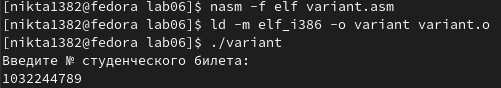 [nikta1382@fedora lab06]$ nasm -f elf variant.asm
[nikta1382@fedora lab06]$ ld -m elf_i386 -o variant variant.o
[nikta1382@fedora lab06]$ ./variant
Введите № студенческого билета:
1032244789